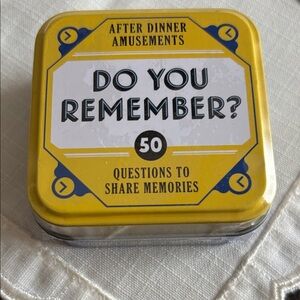 AFTER DINNER
AMUSEMENTS
DO YOU
REMEMBER?
50
QUESTIONS TO
SHARE MEMORIES